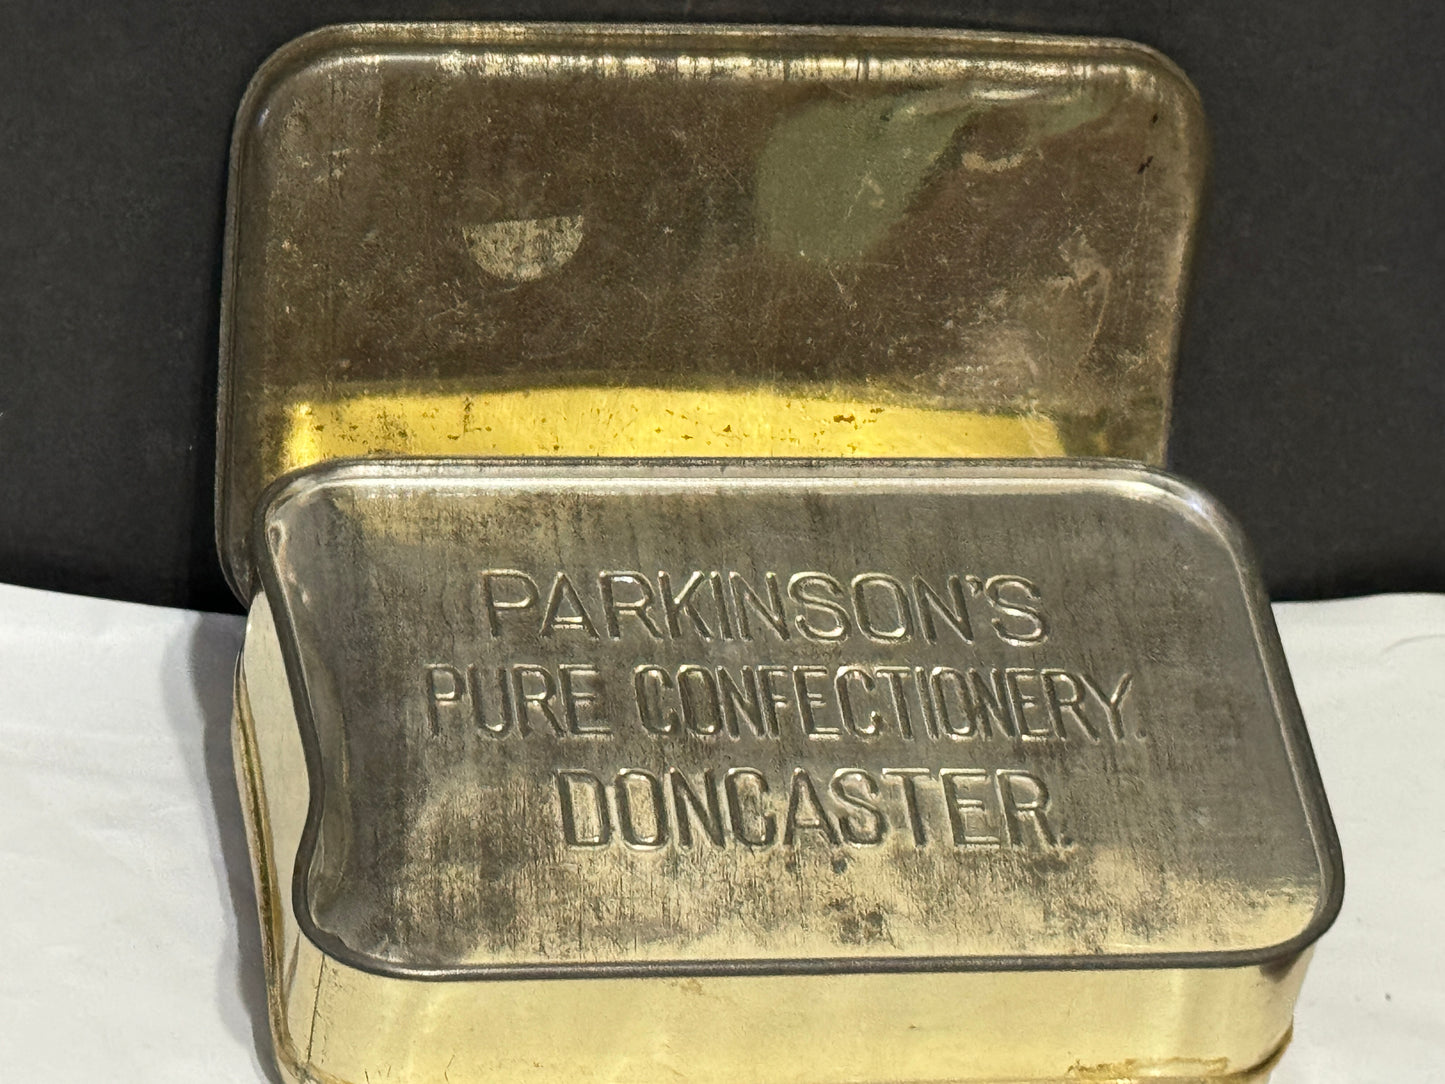 PARKINSON'S
PURE CONFECTIONERY.
DONCASTER.